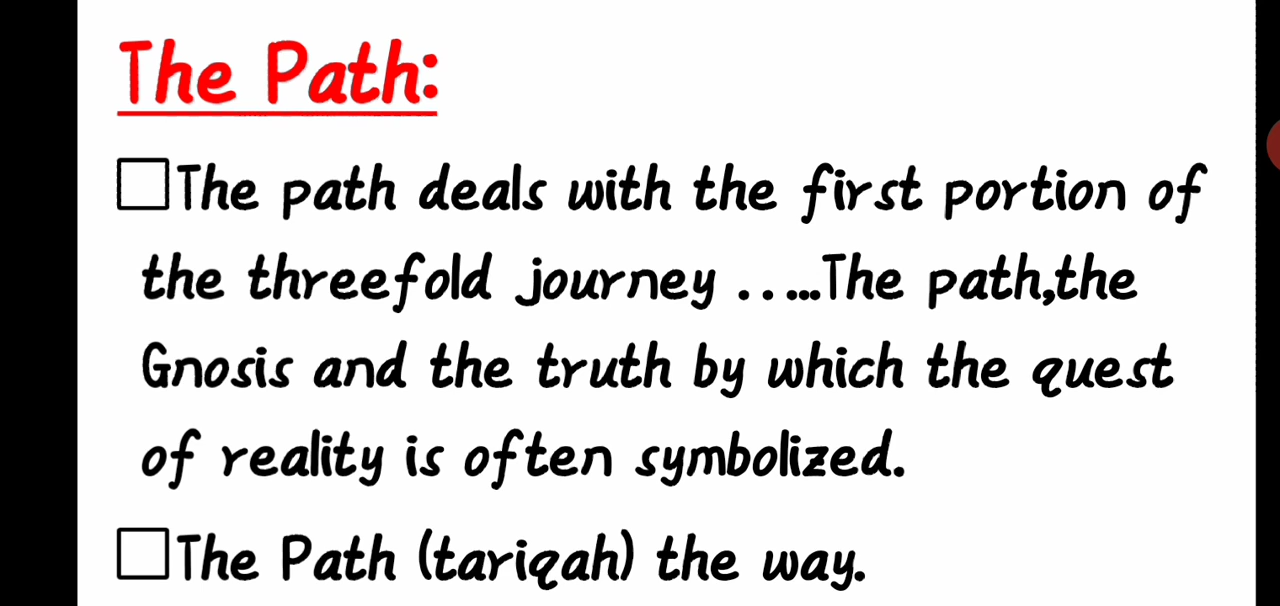 The Path:
□The path deals with the first portion of
the threefold journey ........The path,the
Gnosis and the truth by which the quest
of reality is often symbolized.
□The Path (tariqah) the way.